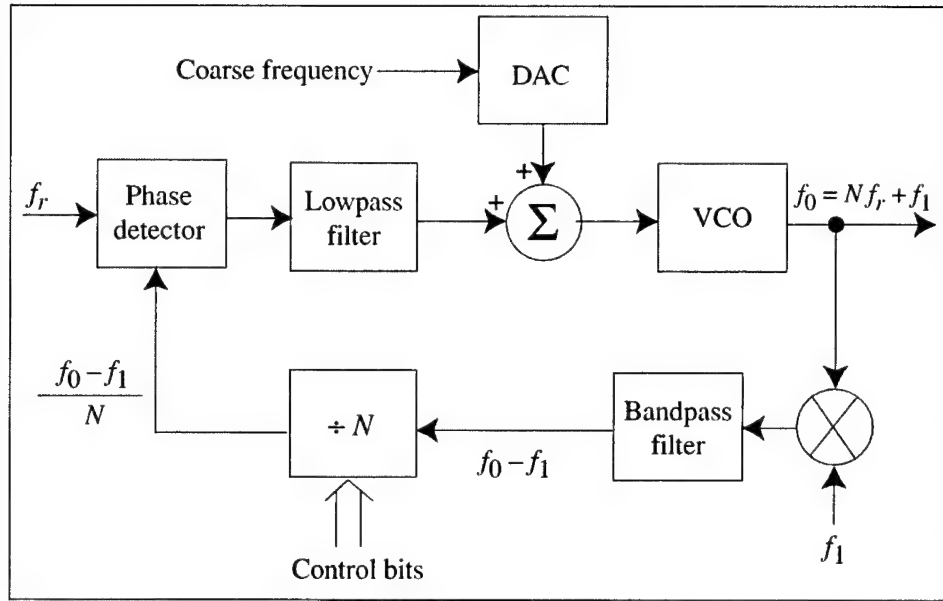 Coarse frequency
DAC
f_r
Phase
detector
Lowpass
filter
+
+
Σ
VCO
f_0 = N f_r + f_1
f_0 − f_1
N
÷ N
f_0 − f_1
Bandpass
filter
f_1
Control bits